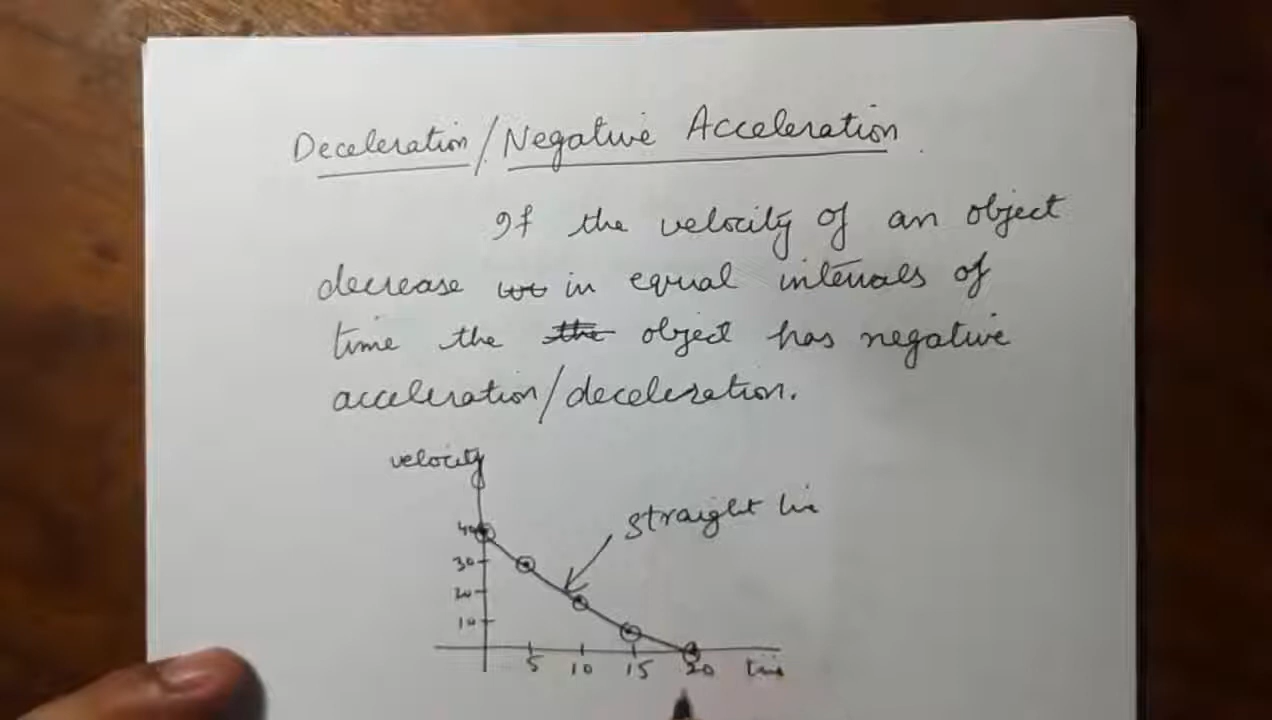 Deceleration/Negative Acceleration
If the velocity of an object
decrease in equal intervals of
time the the object has negative
acceleration/deceleration.
velocity
straight
40
30
20
10
5 10 15 20